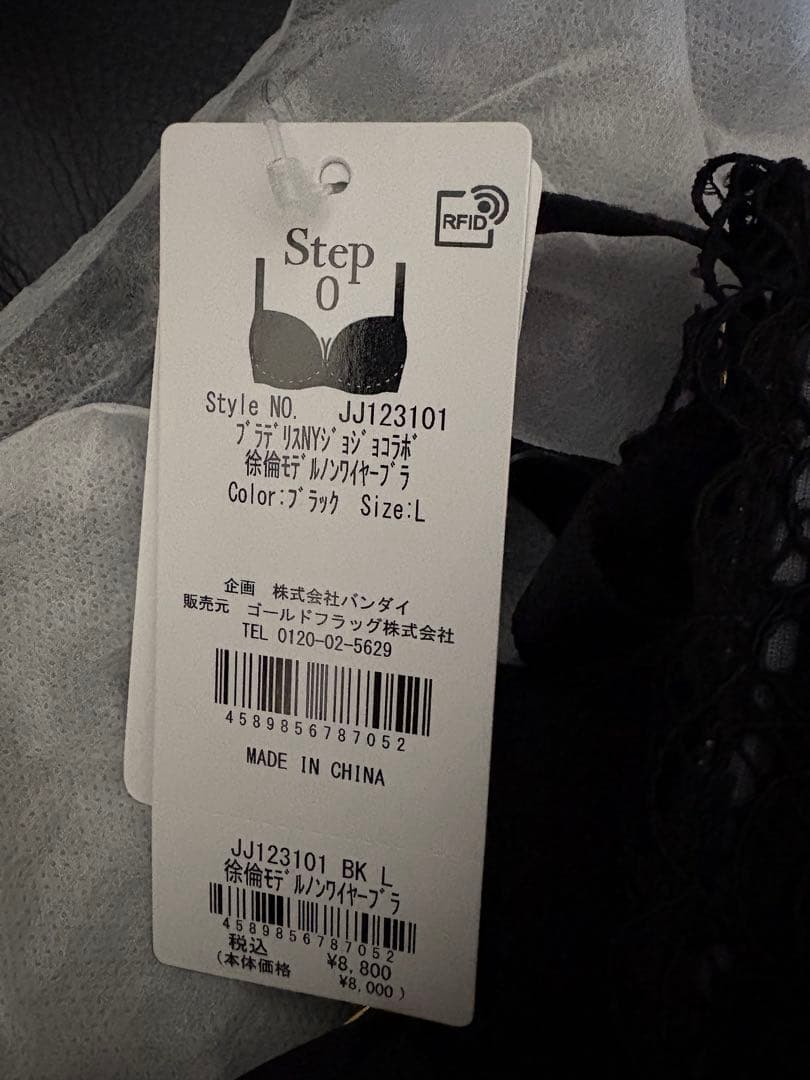 RFID
Step
0
Style NO. JJ123101
ﾌﾞﾗﾃﾞﾘｽNYｼﾞｮｼﾞｮｺﾗﾎﾞ
徐倫ﾓﾃﾞﾙﾉﾝﾜｲﾔｰﾌﾞﾗ
Color:ﾌﾞﾗｯｸ Size:L
企画 株式会社バンダイ
販売元 ゴールドフラッグ株式会社
TEL 0120-02-5629
4589856787052
MADE IN CHINA
JJ123101 BK L
徐倫ﾓﾃﾞﾙﾉﾝﾜｲﾔｰﾌﾞﾗ
4589856787052
税込 ¥8,800
(本体価格 ¥8,000)